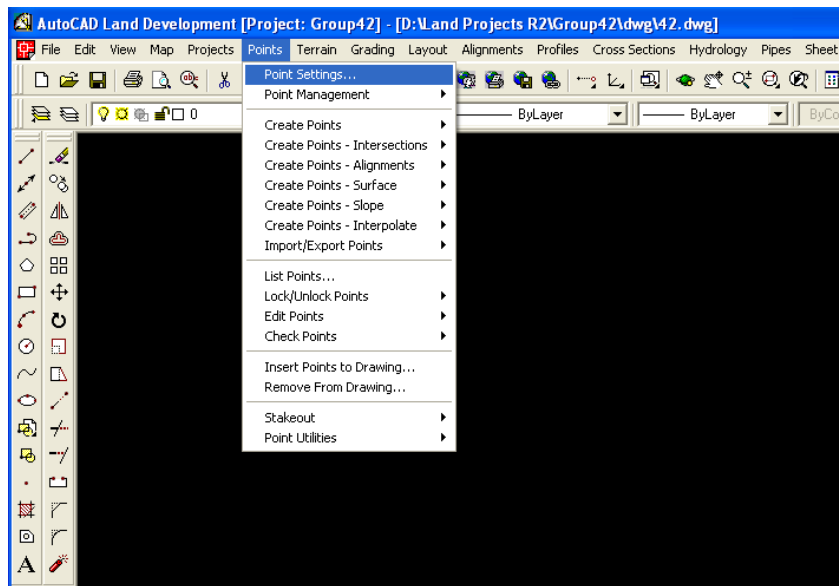 AutoCAD Land Development [Project: Group42] - [D:\Land Projects R2\Group42\dwg\42.dwg]
File Edit View Map Projects Points Terrain Grading Layout Alignments Profiles Cross Sections Hydrology Pipes Sheet
Point Settings...
Point Management
0
ByLayer
ByLayer
ByCo
Create Points
Create Points - Intersections
Create Points - Alignments
Create Points - Surface
Create Points - Slope
Create Points - Interpolate
Import/Export Points
List Points...
Lock/Unlock Points
Edit Points
Check Points
Insert Points to Drawing...
Remove From Drawing...
Stakeout
Point Utilities
A